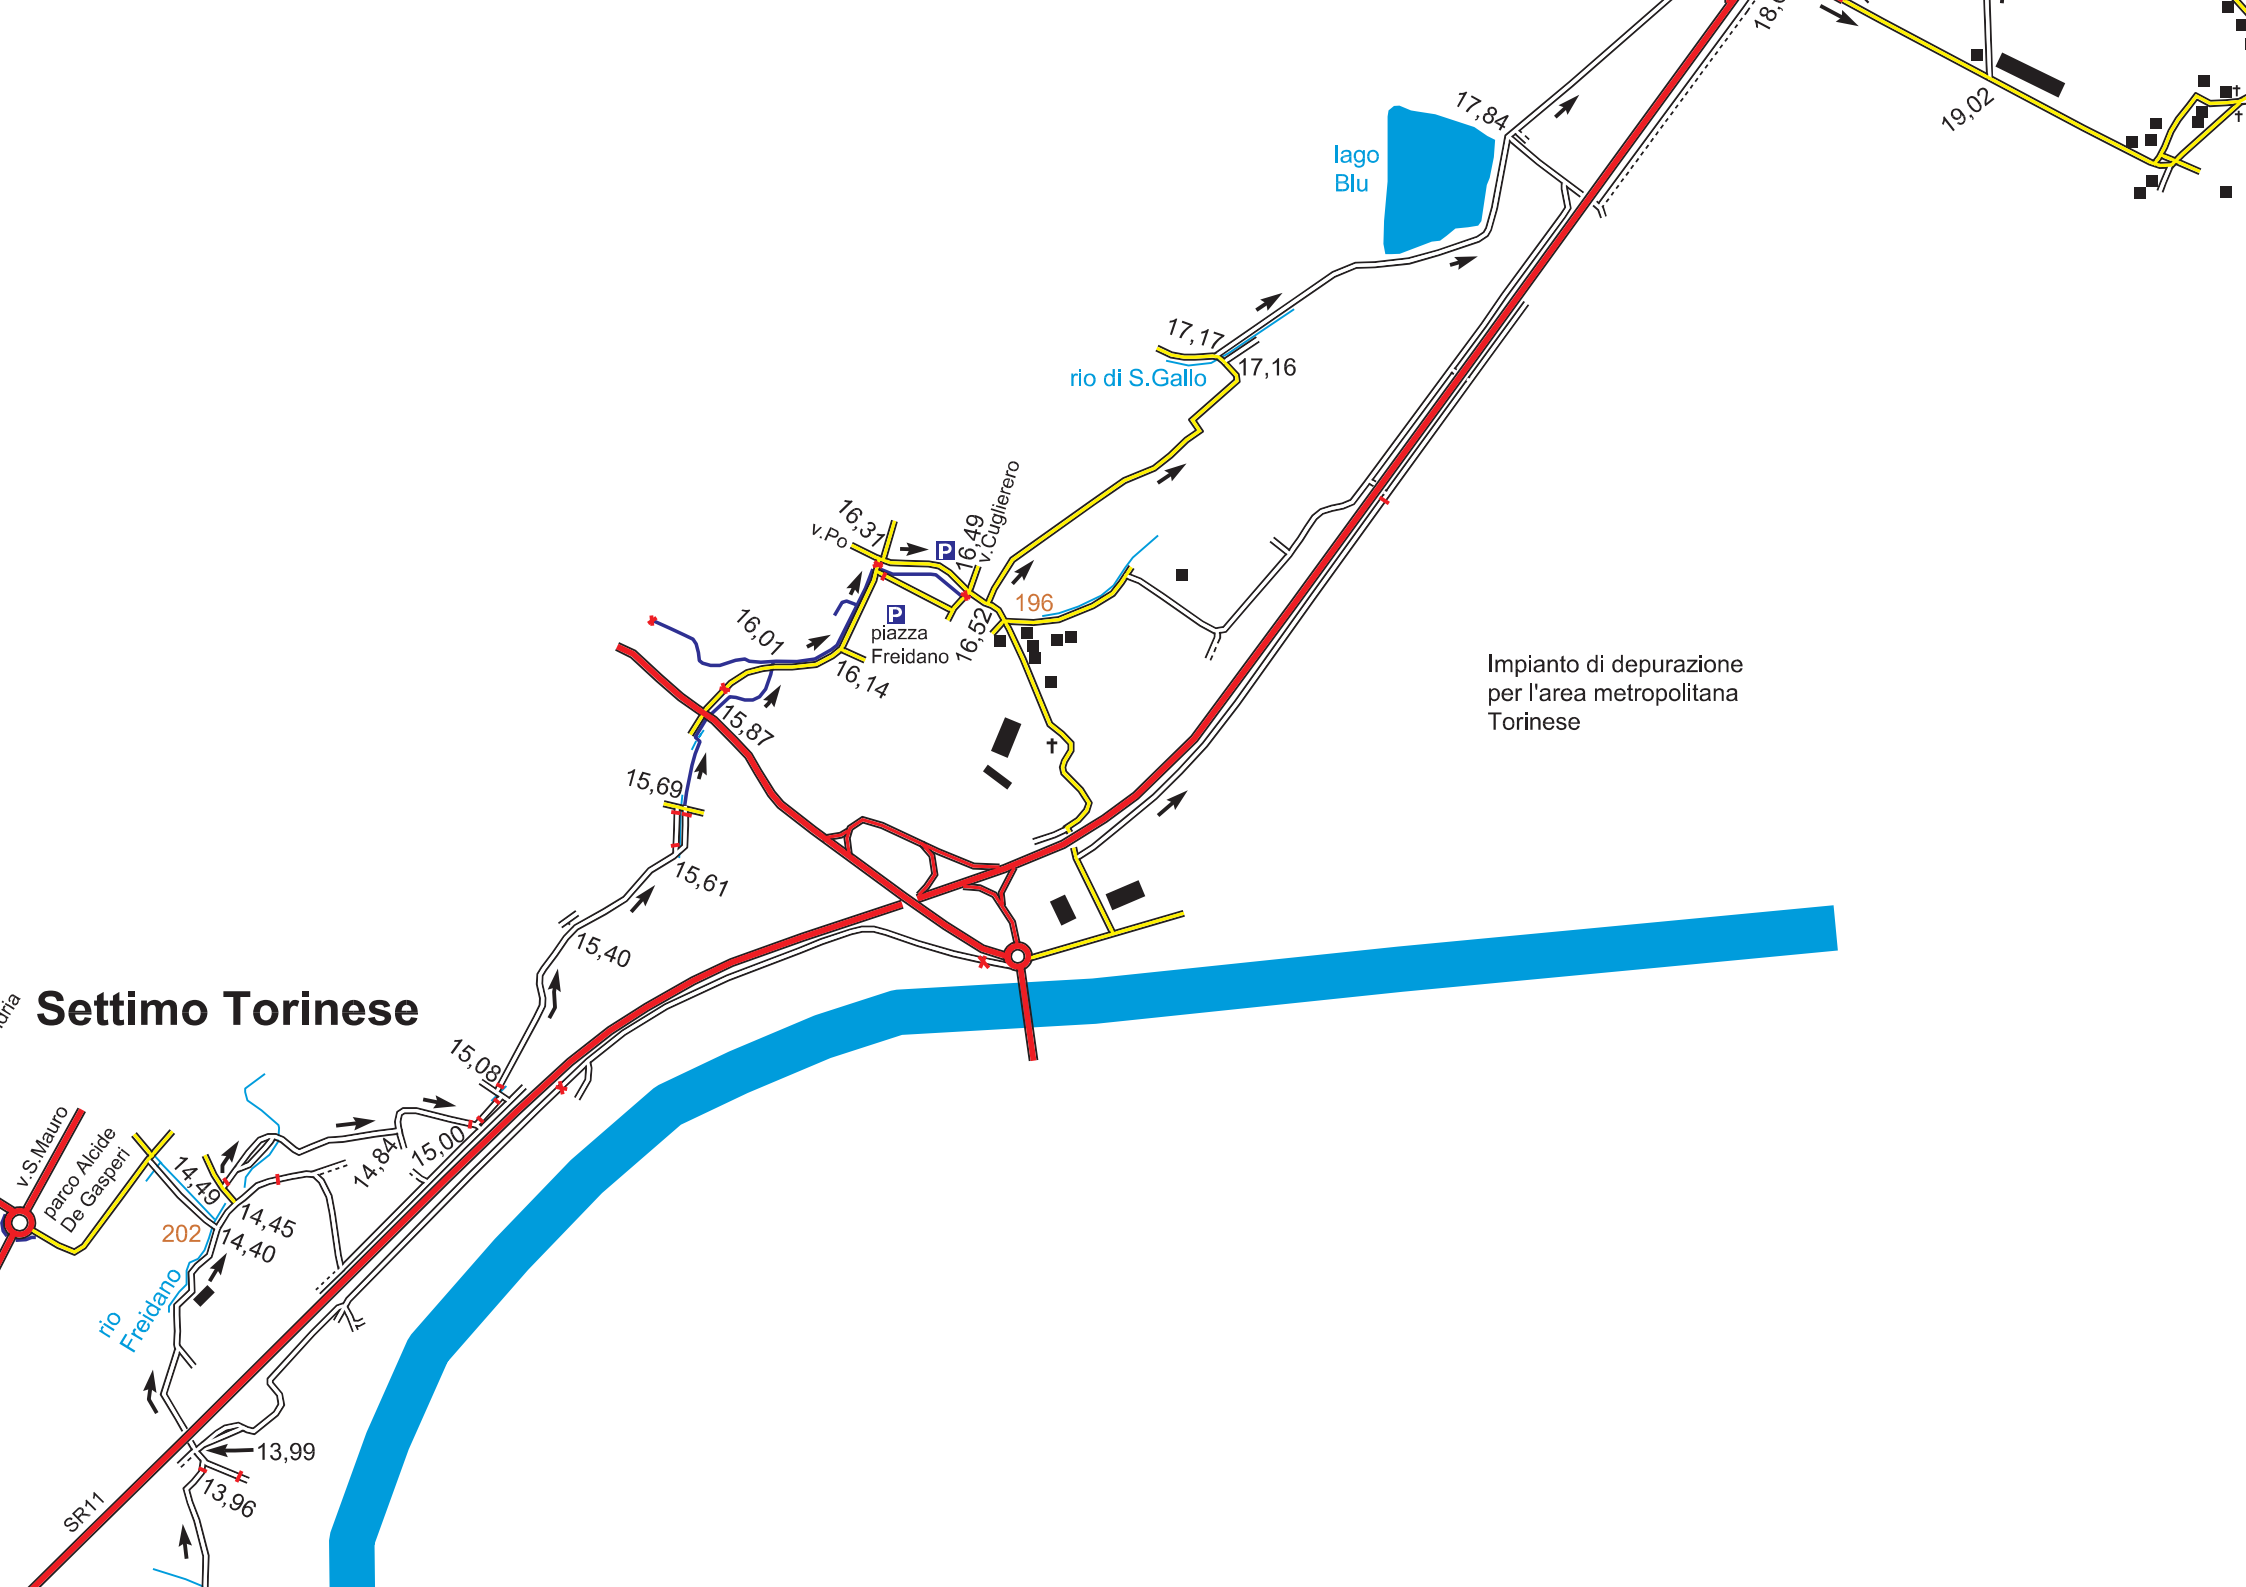 19,02
17,84
lago
Blu
17,17
17,16
rio di S.Gallo
16,31
v.Po
P
16,49
v.Cuglierero
196
P
piazza
Freidano
16,52
16,01
16,14
15,87
15,69
15,61
15,40
Impianto di depurazione
per l'area metropolitana
Torinese
Settimo Torinese
15,08
15,00
14,84
v.S.Mauro
parco Alcide
De Gasperi
14,49
14,45
14,40
202
rio
Freidano
13,99
13,96
SR11